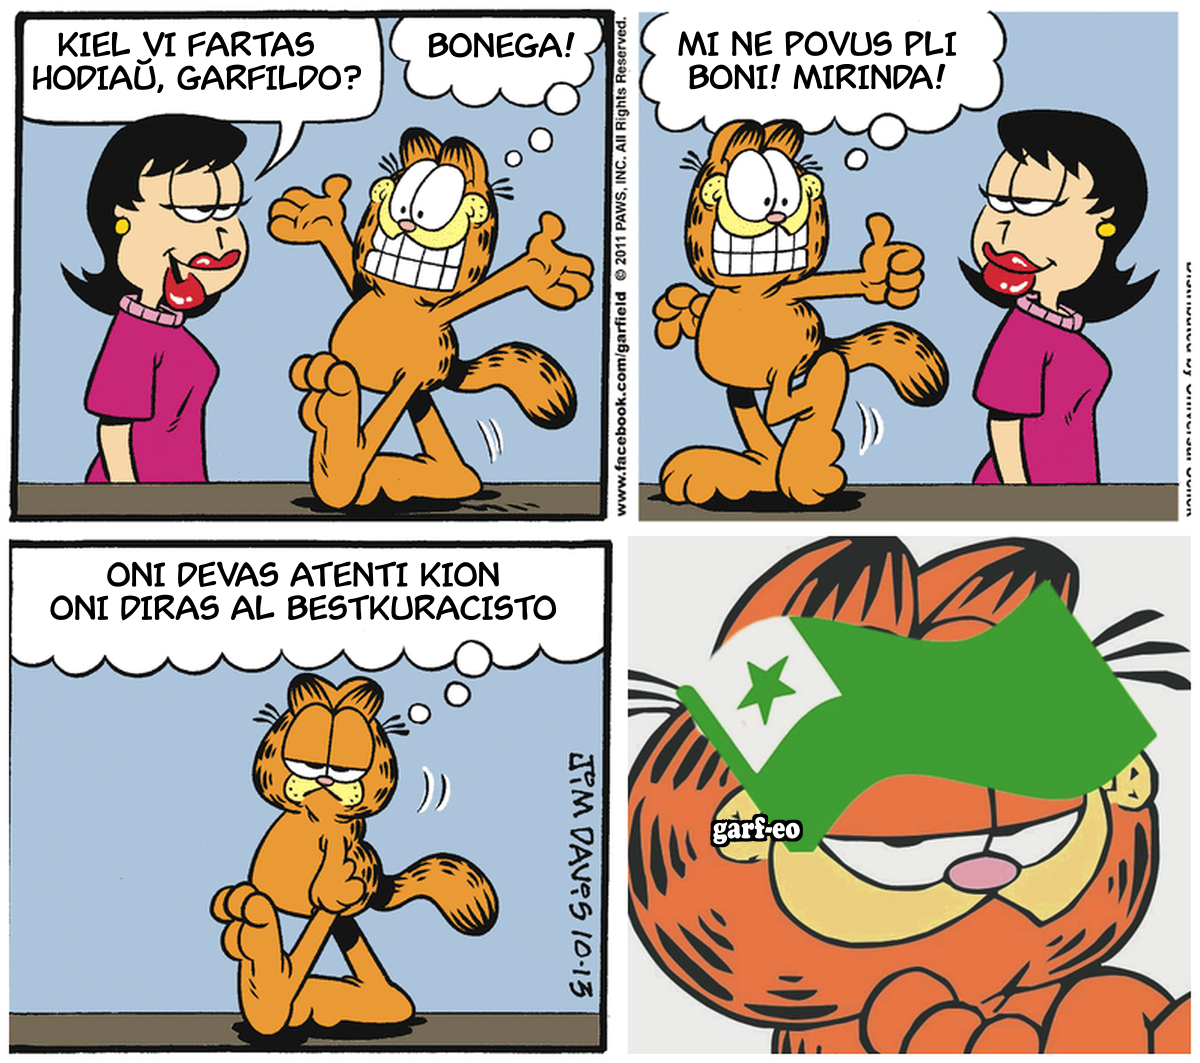 KIEL VI FARTAS
HODIAŬ, GARFILDO?
BONEGA!
www.facebook.com/garfield © 2011 PAWS, INC. All Rights Reserved.
MI NE POVUS PLI
BONI! MIRINDA!
ONI DEVAS ATENTI KION
ONI DIRAS AL BESTKURACISTO
JIM DAVIS 10·13
garf-eo